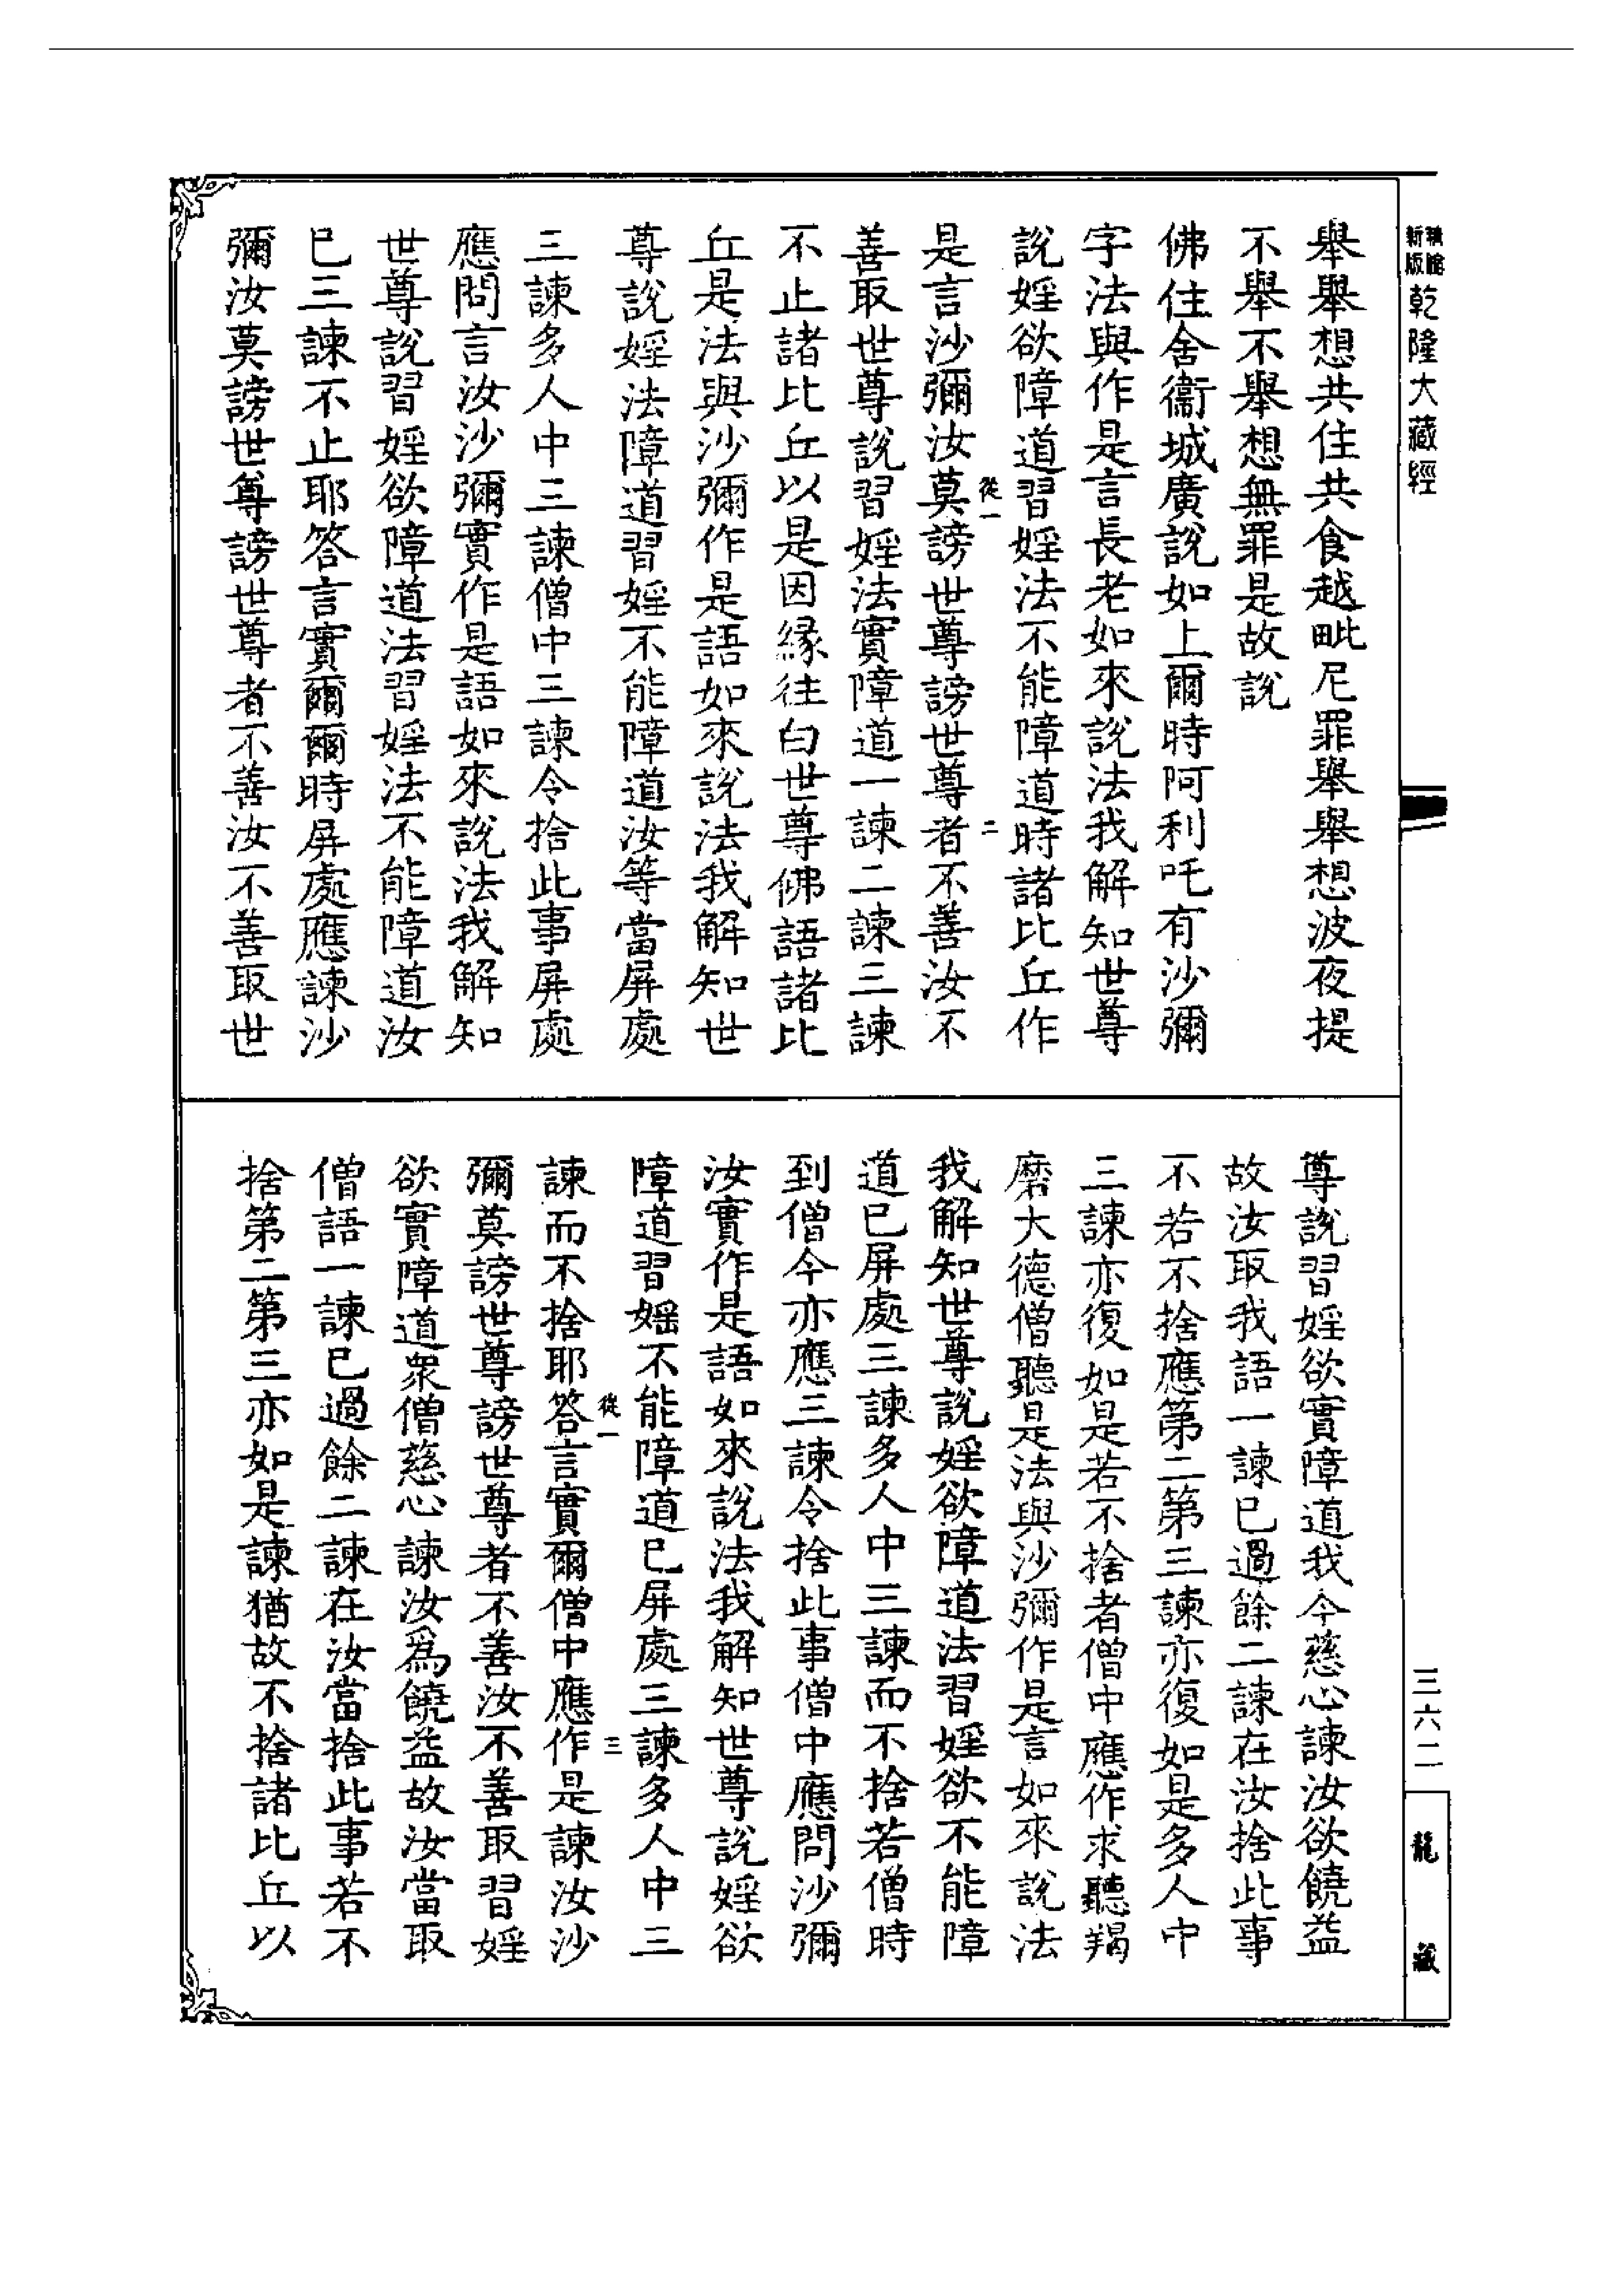 新版
乾隆大藏經
舉舉想共住共食越毗尼罪舉舉想波夜提
不舉不舉想無罪是故說
佛住舍衞城廣說如上爾時阿利吒有沙彌
字法與作是言長老如來說法我解知世尊
說婬欲障道習婬法不能障道時諸比丘作
從一
二
是言沙彌汝莫謗世尊謗世尊者不善汝不
善取世尊說習婬法實障道一諫二諫三諫
不止諸比丘以是因緣往白世尊佛語諸比
丘是法與沙彌作是語如來說法我解知世
尊說婬法障道習婬不能障道汝等當屏處
三諫多人中三諫僧中三諫令捨此事屏處
應問言汝沙彌實作是語如來說法我解知
世尊說習婬欲障道法習婬法不能障道汝
已三諫不止耶答言實爾爾時屏處應諫沙
彌汝莫謗世尊謗世尊者不善汝不善取世
尊說習婬欲實障道我今慈心諫汝欲饒益
故汝取我語一諫已過餘二諫在汝捨此事
不若不捨應第二第三諫亦復如是多人中
三諫亦復如是若不捨者僧中應作求聽羯
磨大德僧聽是法與沙彌作是言如來說法
我解知世尊說婬欲障道法習婬欲不能障
道已屏處三諫多人中三諫而不捨若僧時
到僧今亦應三諫令捨此事僧中應問沙彌
汝實作是語如來說法我解知世尊說婬欲
障道習婬不能障道已屏處三諫多人中三
從一
三
諫而不捨耶答言實爾僧中應作是諫汝沙
彌莫謗世尊謗世尊者不善汝不善取習婬
欲實障道衆僧慈心諫汝爲饒益故汝當取
僧語一諫已過餘二諫在汝當捨此事若不
捨第二第三亦如是諫猶故不捨諸比丘以
三六二
龍藏